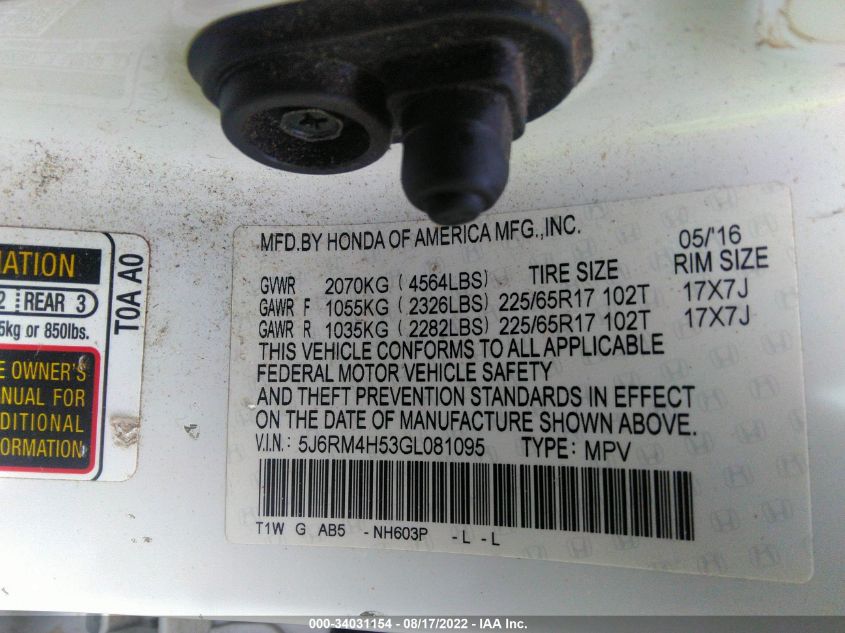 MFD.BY HONDA OF AMERICA MFG.,INC.
05/'16
GVWR 2070KG (4564LBS) TIRE SIZE RIM SIZE
GAWR F 1055KG (2326LBS) 225/65R17 102T 17X7J
GAWR R 1035KG (2282LBS) 225/65R17 102T 17X7J
THIS VEHICLE CONFORMS TO ALL APPLICABLE
FEDERAL MOTOR VEHICLE SAFETY
AND THEFT PREVENTION STANDARDS IN EFFECT
ON THE DATE OF MANUFACTURE SHOWN ABOVE.
V.I.N: 5J6RM4H53GL081095 TYPE: MPV
T1W G AB5 -NH603P -L -L
MATION
2 REAR 3
5kg or 850lbs.
E OWNER'S
ANUAL FOR
DITIONAL
FORMATION
T0A A0
000-34031154 - 08/17/2022 - IAA Inc.